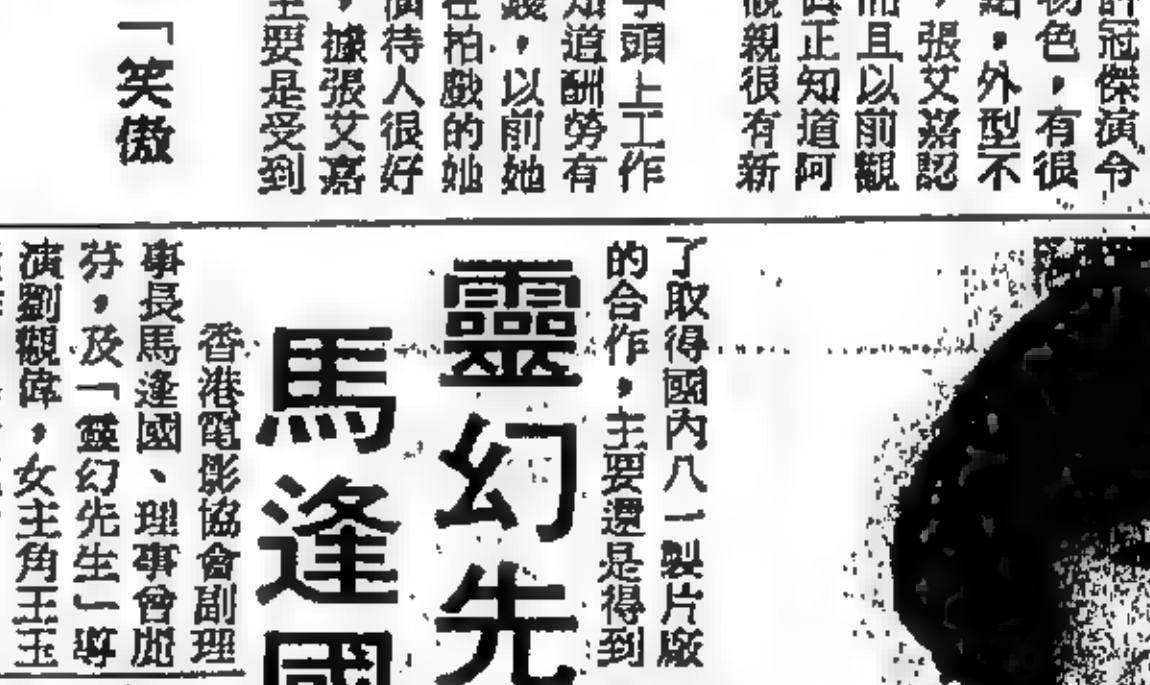 許冠傑演令
物色，有很
點，外型不
，張艾嘉認
而且以前觀
真正知道阿
親很有新
手頭上工作
知道酬勞有
錢，以前她
在拍戲的她
演待人很好
，據張艾嘉
主要是受到
「笑傲
了取得國內八一製片廠
的合作，主要還是得到
靈幻先
馬逢國
香港電影協會副理
事長馬逢國、理事曾麗
芬，及「靈幻先生」導
演劉觀偉，女主角王玉